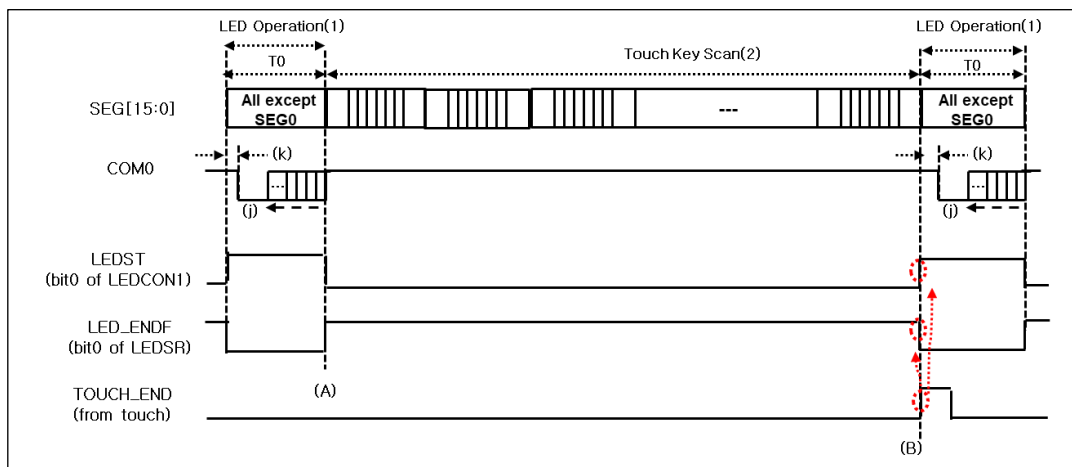 LED Operation(1)
LED Operation(1)
Touch Key Scan(2)
T0
T0
SEG[15:0]
All except
SEG0
---
All except
SEG0
(k)
(k)
COM0
...
...
(j)
(j)
LEDST
(bit0 of LEDCON1)
LED_ENDF
(bit0 of LEDSR)
(A)
TOUCH_END
(from touch)
(B)